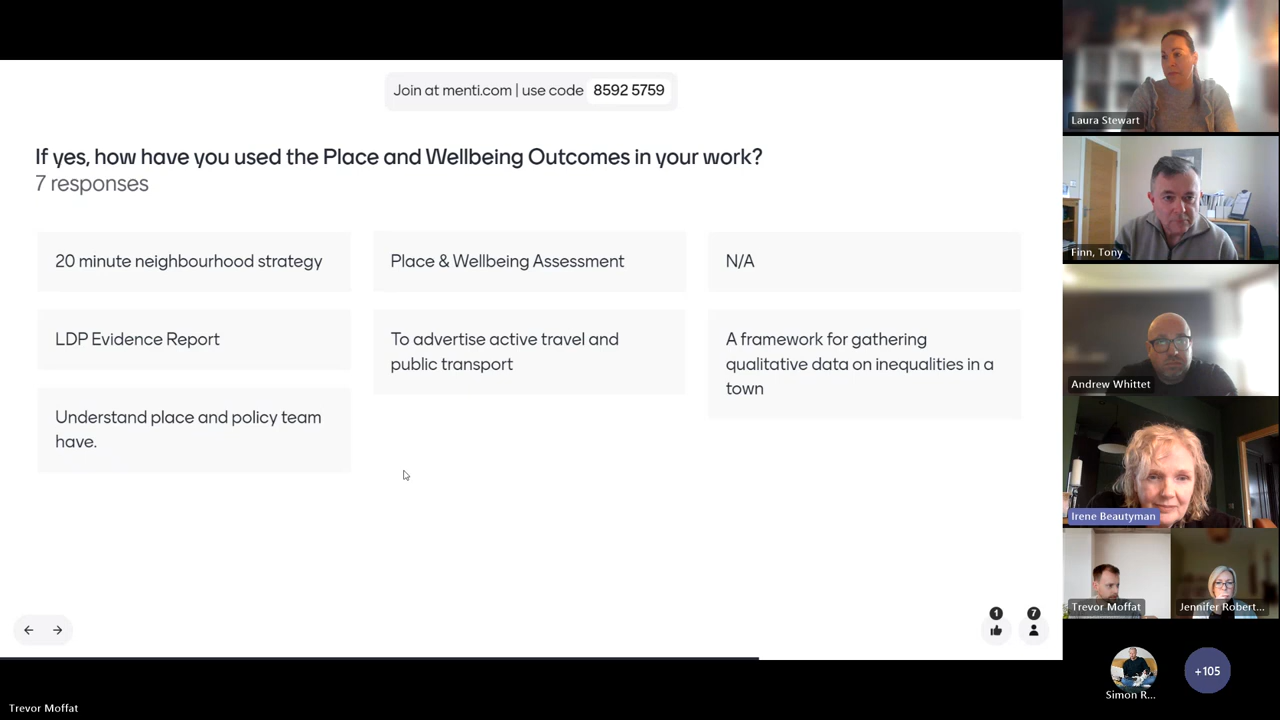 Join at menti.com | use code 8592 5759
If yes, how have you used the Place and Wellbeing Outcomes in your work?
7 responses
20 minute neighbourhood strategy
Place & Wellbeing Assessment
N/A
LDP Evidence Report
To advertise active travel and
public transport
A framework for gathering
qualitative data on inequalities in a
town
Understand place and policy team
have.
1
7
Trevor Moffat
Laura Stewart
Finn, Tony
Andrew Whittet
Irene Beautyman
Trevor Moffat
Jennifer Robert...
Simon R...
+105